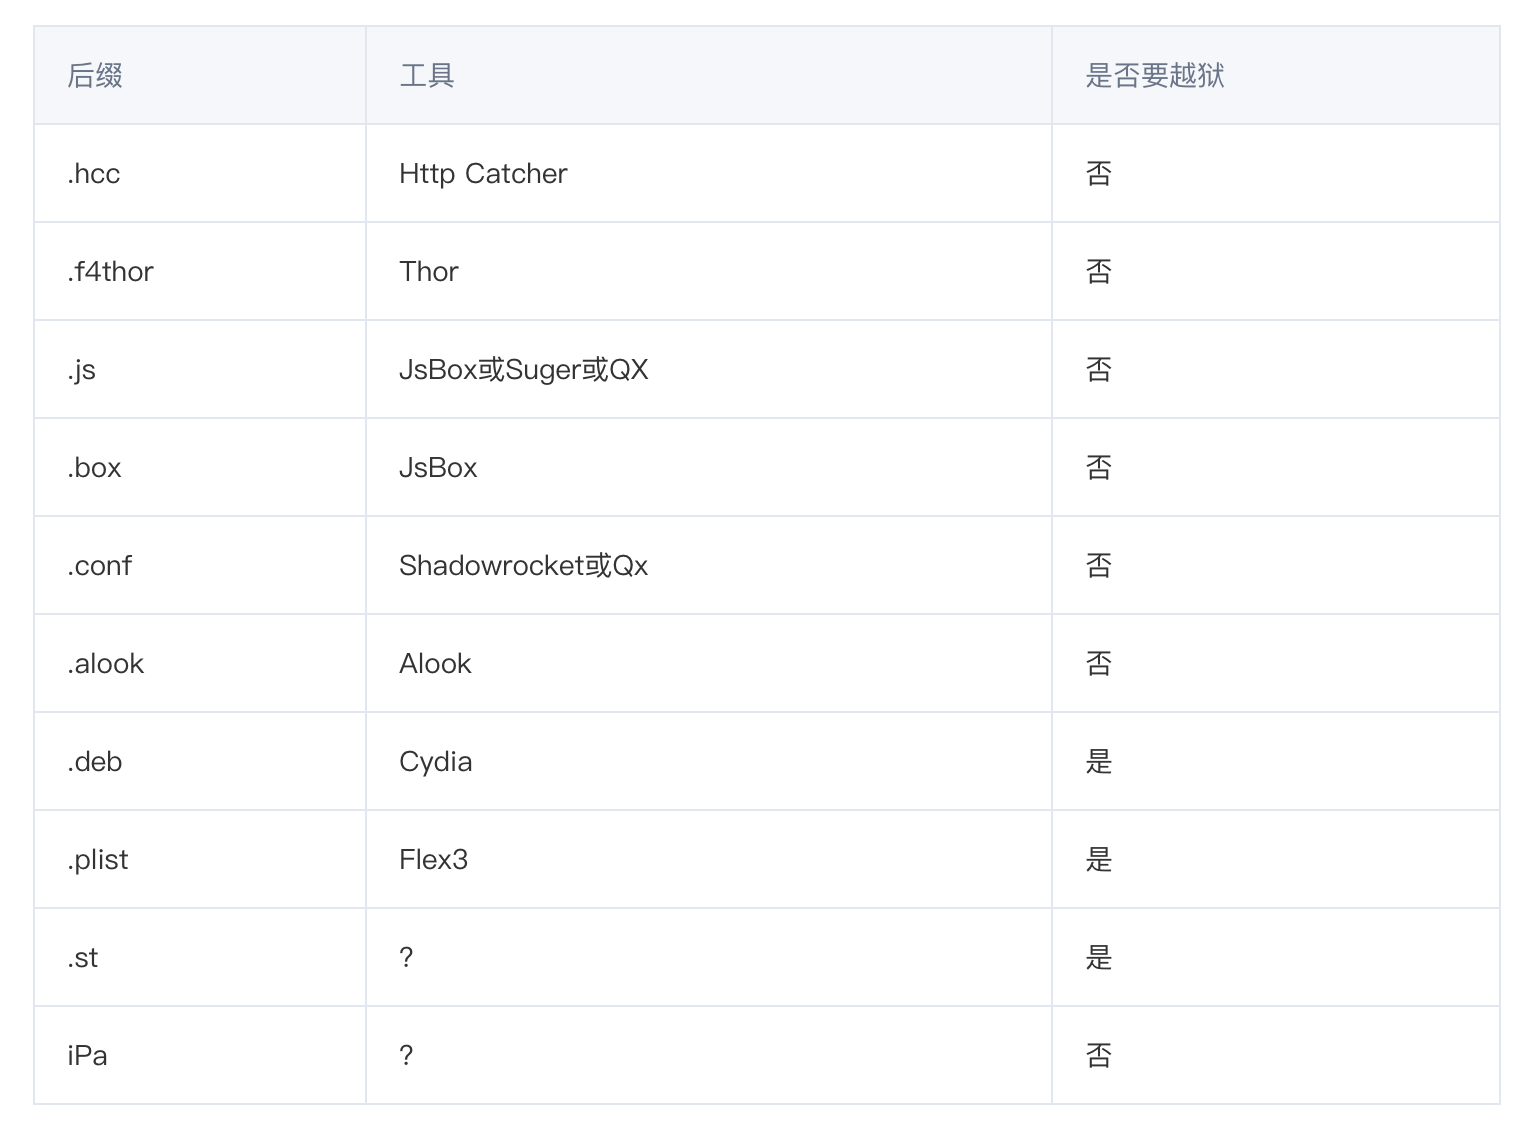 后缀 工具 是否要越狱
.hcc Http Catcher 否
.f4thor Thor 否
.js JsBox或Suger或QX 否
.box JsBox 否
.conf Shadowrocket或Qx 否
.alook Alook 否
.deb Cydia 是
.plist Flex3 是
.st ? 是
iPa ? 否